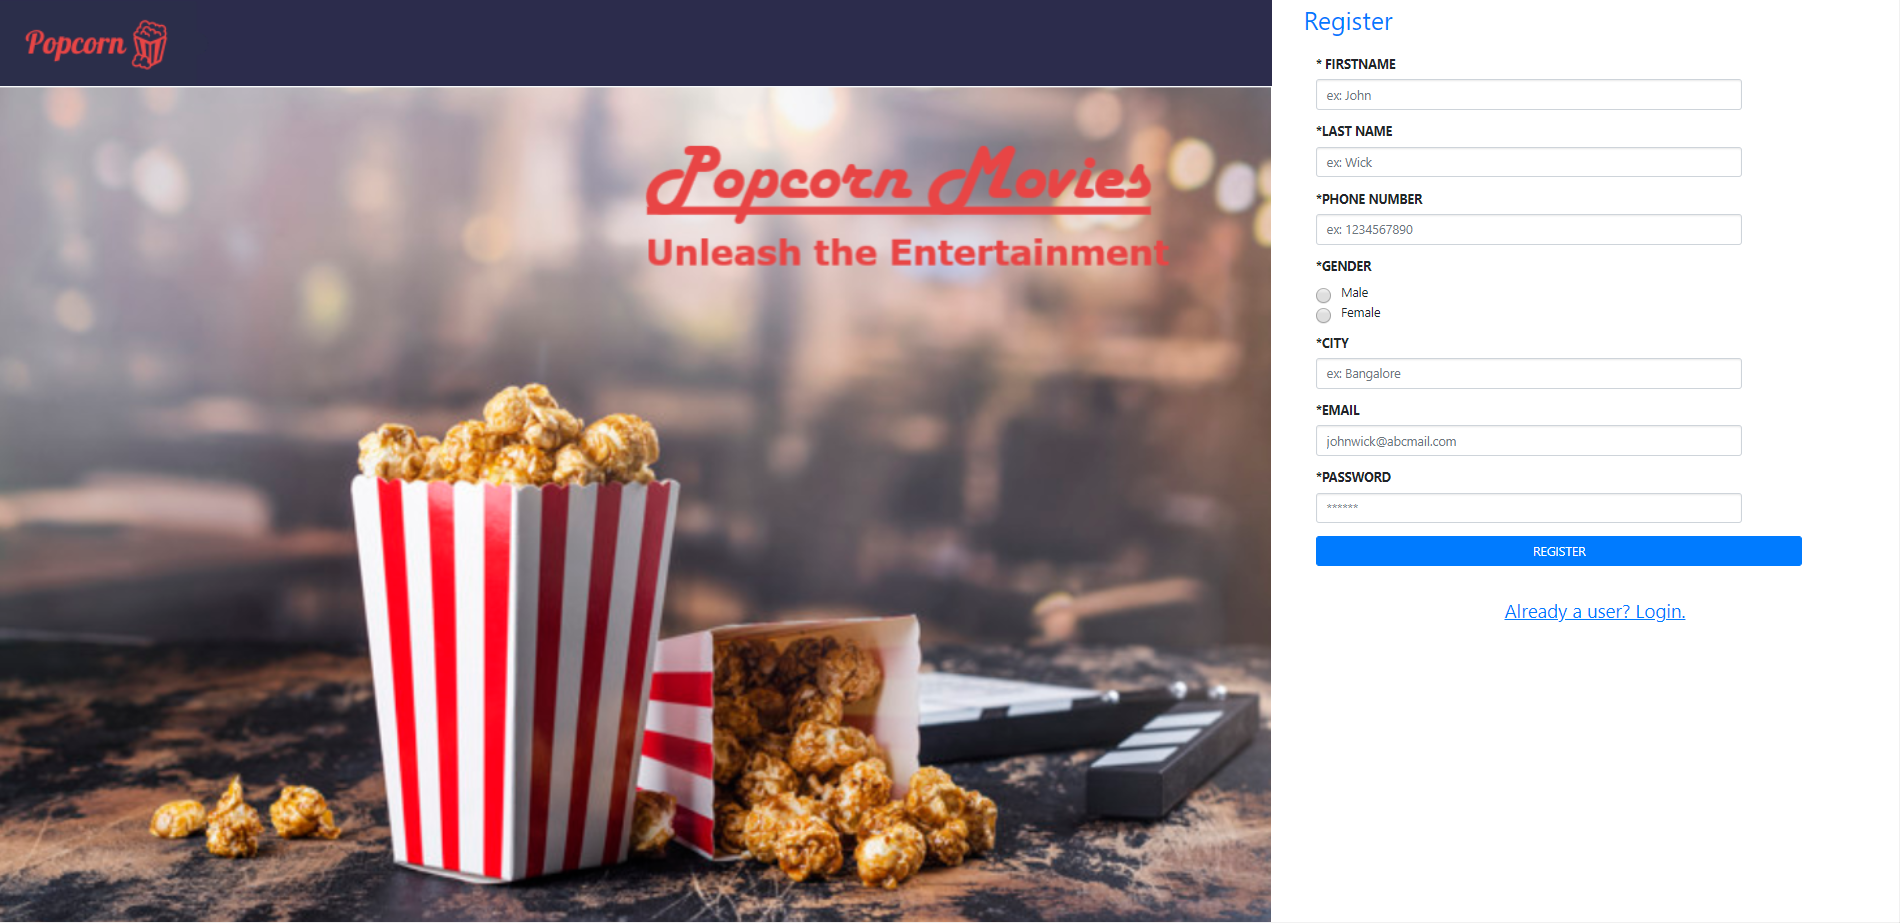 Popcorn
Popcorn Movies
Unleash the Entertainment
Register
* FIRSTNAME
ex: John
*LAST NAME
ex: Wick
*PHONE NUMBER
ex: 1234567890
*GENDER
Male
Female
*CITY
ex: Bangalore
*EMAIL
johnwick@abcmail.com
*PASSWORD
******
REGISTER
Already a user? Login.